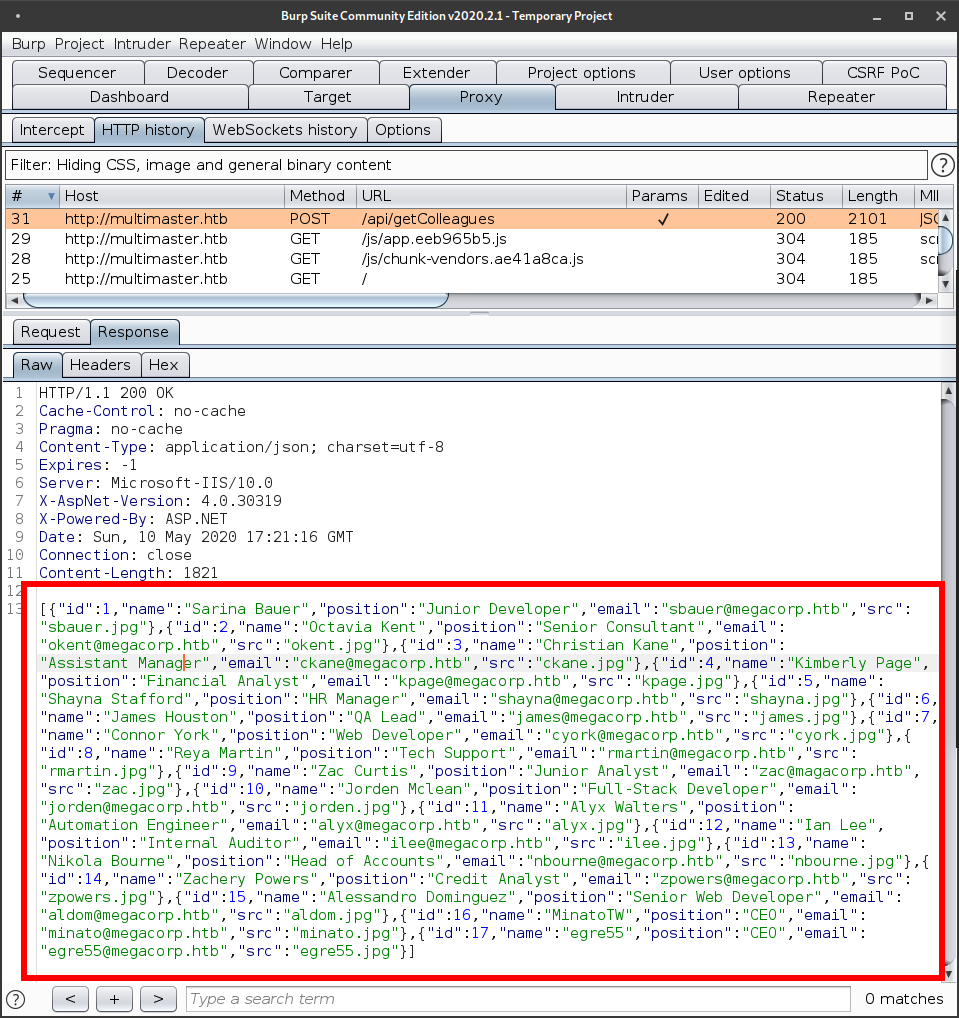 Burp Suite Community Edition v2020.2.1 - Temporary Project
Burp Project Intruder Repeater Window Help
Sequencer Decoder Comparer Extender Project options User options CSRF PoC
Dashboard Target Proxy Intruder Repeater
Intercept HTTP history WebSockets history Options
Filter: Hiding CSS, image and general binary content ?
# Host Method URL Params Edited Status Length
31 http://multimaster.htb POST /api/getColleagues ✓ 200 2101
29 http://multimaster.htb GET /js/app.eeb965b5.js 304 185
28 http://multimaster.htb GET /js/chunk-vendors.ae41a8ca.js 304 185
25 http://multimaster.htb GET / 304 185
Request Response
Raw Headers Hex
1 HTTP/1.1 200 OK
2 Cache-Control: no-cache
3 Pragma: no-cache
4 Content-Type: application/json; charset=utf-8
5 Expires: -1
6 Server: Microsoft-IIS/10.0
7 X-AspNet-Version: 4.0.30319
8 X-Powered-By: ASP.NET
9 Date: Sun, 10 May 2020 17:21:16 GMT
10 Connection: close
11 Content-Length: 1821
12
13 [{"id":1,"name":"Sarina Bauer","position":"Junior Developer","email":"sbauer@megacorp.htb","src":
"sbauer.jpg"},{"id":2,"name":"Octavia Kent","position":"Senior Consultant","email":
"okent@megacorp.htb","src":"okent.jpg"},{"id":3,"name":"Christian Kane","position":
"Assistant Manager","email":"ckane@megacorp.htb","src":"ckane.jpg"},{"id":4,"name":"Kimberly Page",
"position":"Financial Analyst","email":"kpage@megacorp.htb","src":"kpage.jpg"},{"id":5,"name":
"Shayna Stafford","position":"HR Manager","email":"shayna@megacorp.htb","src":"shayna.jpg"},{"id":6,
"name":"James Houston","position":"QA Lead","email":"james@megacorp.htb","src":"james.jpg"},{"id":7,
"name":"Connor York","position":"Web Developer","email":"cyork@megacorp.htb","src":"cyork.jpg"},{
"id":8,"name":"Reya Martin","position":"Tech Support","email":"rmartin@megacorp.htb","src":
"rmartin.jpg"},{"id":9,"name":"Zac Curtis","position":"Junior Analyst","email":"zac@magacorp.htb",
"src":"zac.jpg"},{"id":10,"name":"Jorden Mclean","position":"Full-Stack Developer","email":
"jorden@megacorp.htb","src":"jorden.jpg"},{"id":11,"name":"Alyx Walters","position":
"Automation Engineer","email":"alyx@megacorp.htb","src":"alyx.jpg"},{"id":12,"name":"Ian Lee",
"position":"Internal Auditor","email":"ilee@megacorp.htb","src":"ilee.jpg"},{"id":13,"name":
"Nikola Bourne","position":"Head of Accounts","email":"nbourne@megacorp.htb","src":"nbourne.jpg"},{
"id":14,"name":"Zachery Powers","position":"Credit Analyst","email":"zpowers@megacorp.htb","src":
"zpowers.jpg"},{"id":15,"name":"Alessandro Dominguez","position":"Senior Web Developer","email":
"aldom@megacorp.htb","src":"aldom.jpg"},{"id":16,"name":"MinatoTW","position":"CEO","email":
"minato@megacorp.htb","src":"minato.jpg"},{"id":17,"name":"egre55","position":"CEO","email":
"egre55@megacorp.htb","src":"egre55.jpg"}]
? < + > Type a search term 0 matches